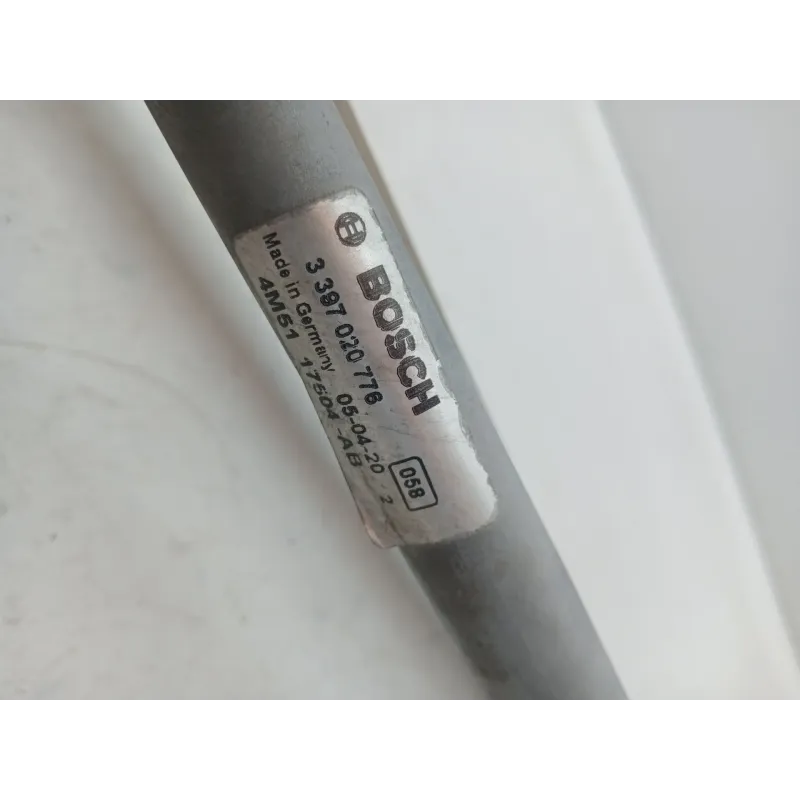 BOSCH
3 397 020 776
Made in Germany 05-04-20 2
4M51 17504-AB
058